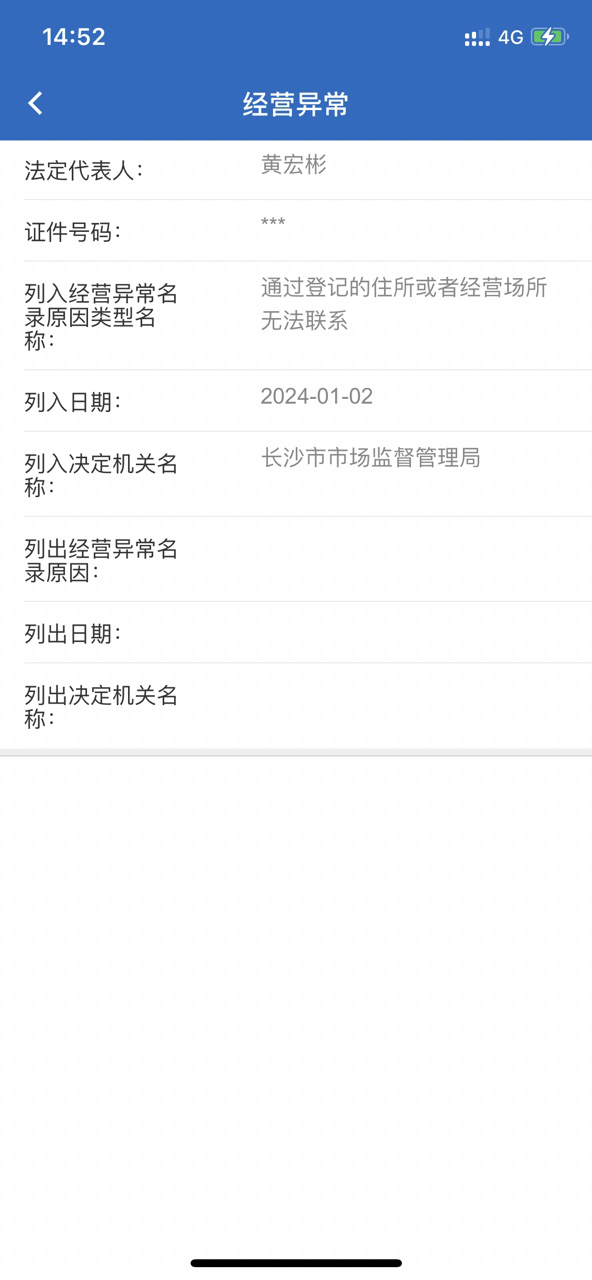 14:52
4G
经营异常
法定代表人：
黄宏彬
证件号码：
***
列入经营异常名
录原因类型名
称：
通过登记的住所或者经营场所
无法联系
列入日期：
2024-01-02
列入决定机关名
称：
长沙市市场监督管理局
列出经营异常名
录原因：
列出日期：
列出决定机关名
称：